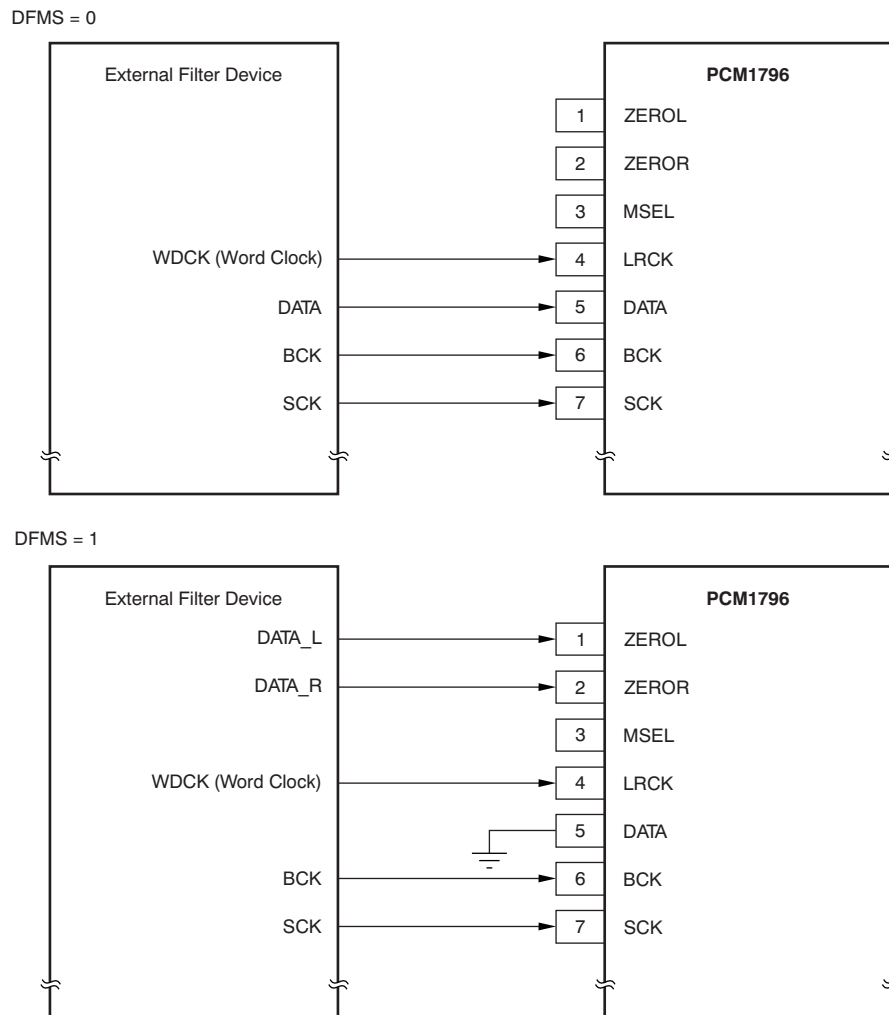 DFMS = 0
External Filter Device
PCM1796
1 ZEROL
2 ZEROR
3 MSEL
WDCK (Word Clock) 4 LRCK
DATA 5 DATA
BCK 6 BCK
SCK 7 SCK
DFMS = 1
External Filter Device
PCM1796
DATA_L 1 ZEROL
DATA_R 2 ZEROR
3 MSEL
WDCK (Word Clock) 4 LRCK
5 DATA
BCK 6 BCK
SCK 7 SCK